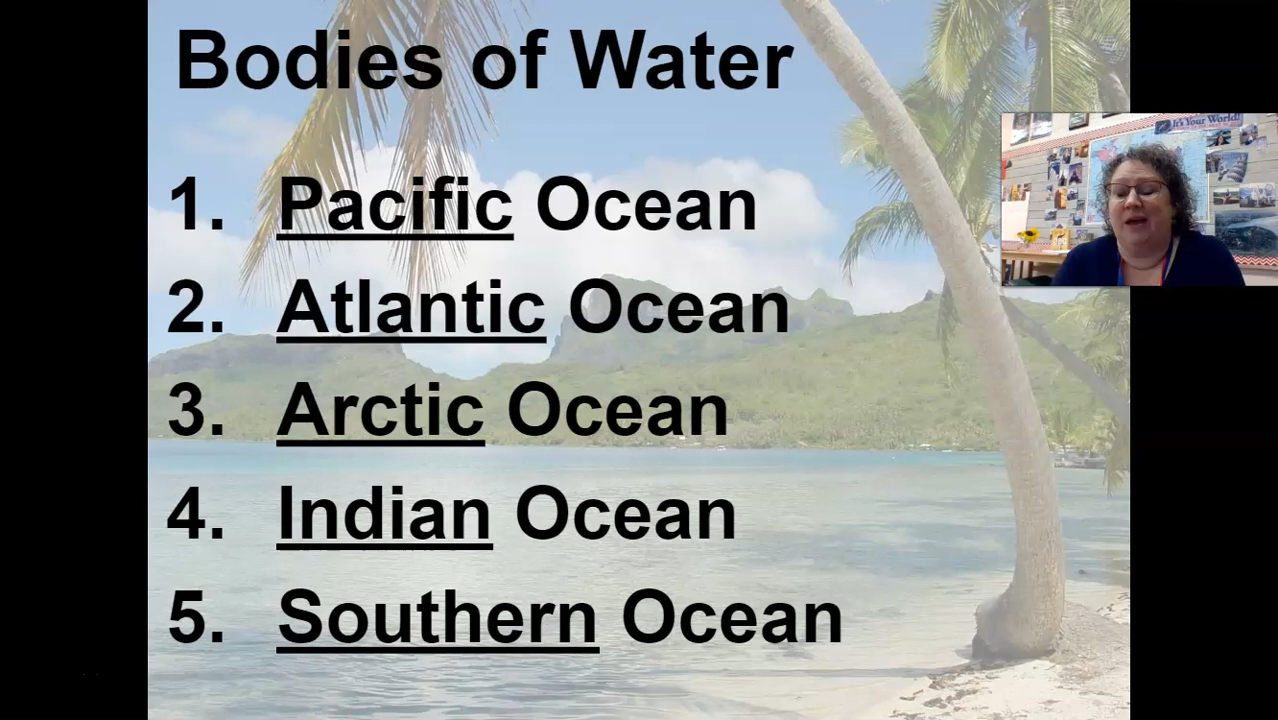 Bodies of Water
1. Pacific Ocean
2. Atlantic Ocean
3. Arctic Ocean
4. Indian Ocean
5. Southern Ocean
It's Your World!